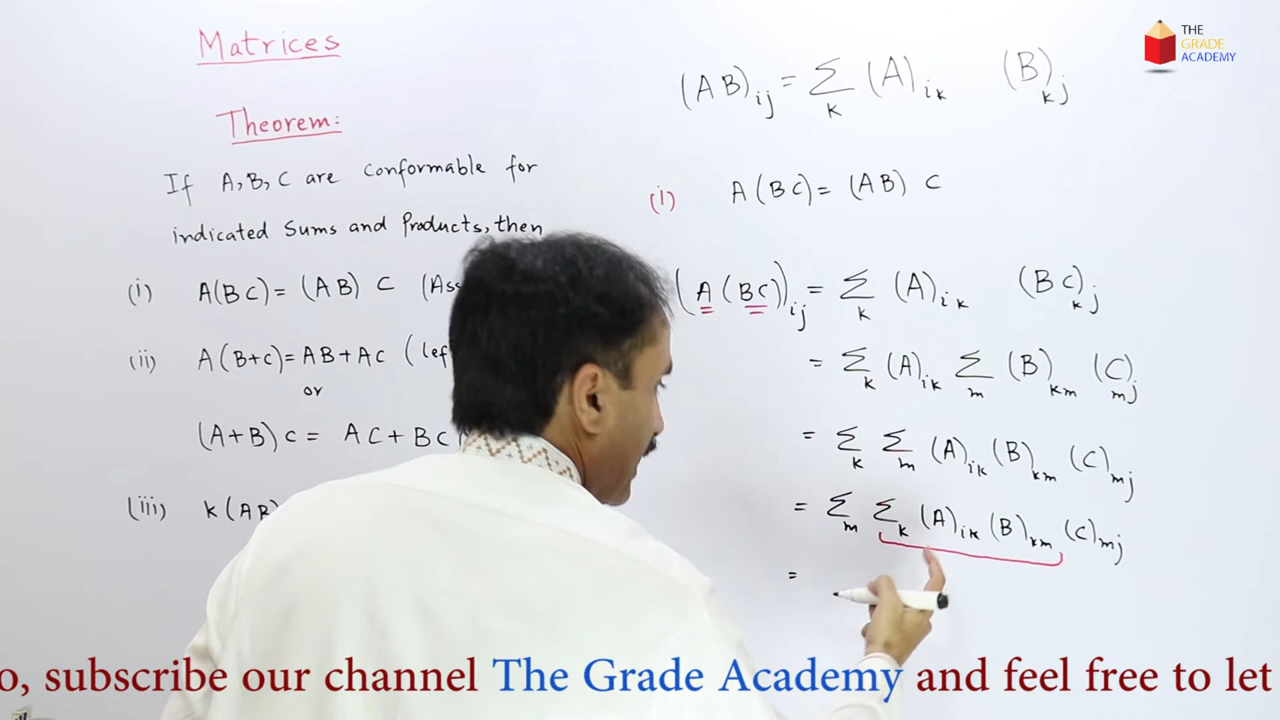 Matrices
Theorem:
If A, B, C are conformable for
indicated Sums and Products, then
(i) A(BC) = (AB) C
(ii) A(B+C) = AB + AC
or
(A+B)C = AC + BC
(iii) K(AB)
(AB)ij = Σk (A)ik (B)kj
(i) A(BC) = (AB) C
(A(BC))ij = Σk (A)ik (BC)kj
= Σk (A)ik Σm (B)km (C)mj
= Σk Σm (A)ik (B)km (C)mj
= Σm Σk (A)ik (B)km (C)mj
=
THE
GRADE
ACADEMY
o, subscribe our channel The Grade Academy and feel free to let